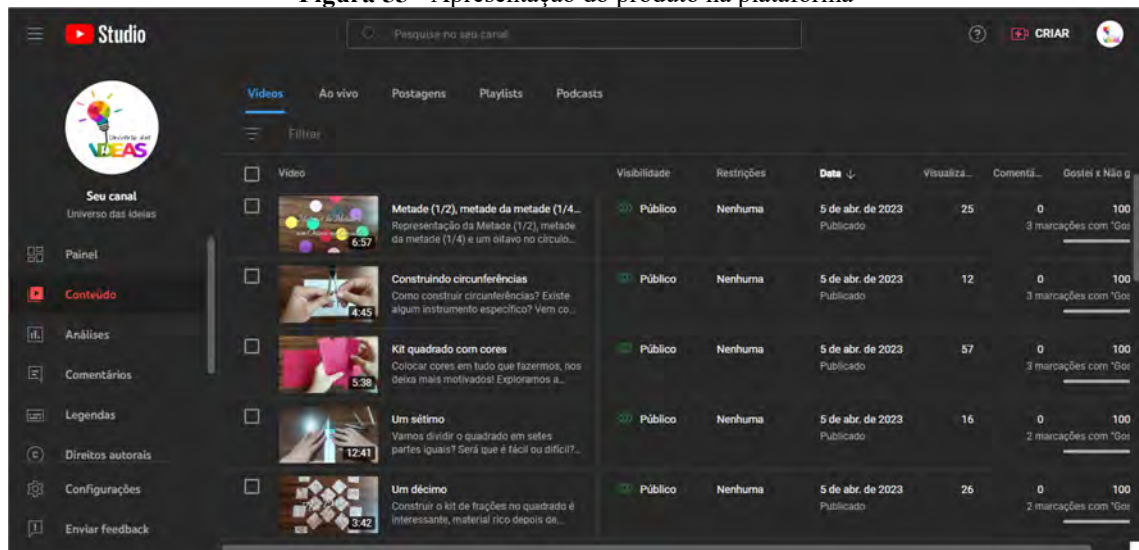 Figura 33 - Apresentação do produto na plataforma
Studio
Pesquise no seu canal
CRIAR
Universo das
IDEAS
Seu canal
Universo das Ideias
Painel
Conteúdo
Análises
Comentários
Legendas
Direitos autorais
Configurações
Enviar feedback
Vídeos Ao vivo Postagens Playlists Podcasts
Filtrar
Vídeo Visibilidade Restrições Data ↓ Visualiza... Comentá... Gostei x Não g
Metade (1/2), metade da metade (1/4... Público Nenhuma 5 de abr. de 2023 25 0 100
Representação da Metade (1/2), metade Publicado 3 marcações com "Gos
da metade (1/4) e um oitavo no círculo...
6:57
Construindo circunferências Público Nenhuma 5 de abr. de 2023 12 0 100
Como construir circunferências? Existe Publicado 3 marcações com "Gos
algum instrumento específico? Vem co...
4:45
Kit quadrado com cores Público Nenhuma 5 de abr. de 2023 57 0 100
Colocar cores em tudo que fazermos, nos Publicado 3 marcações com "Gos
deixa mais motivados! Exploramos a...
5:38
Um sétimo Público Nenhuma 5 de abr. de 2023 16 0 100
Vamos dividir o quadrado em setes Publicado 2 marcações com "Gos
partes iguais? Será que é fácil ou difícil?...
12:41
Um décimo Público Nenhuma 5 de abr. de 2023 26 0 100
Construir o kit de frações no quadrado é Publicado 2 marcações com "Gos
interessante, material rico depois de...
3:42